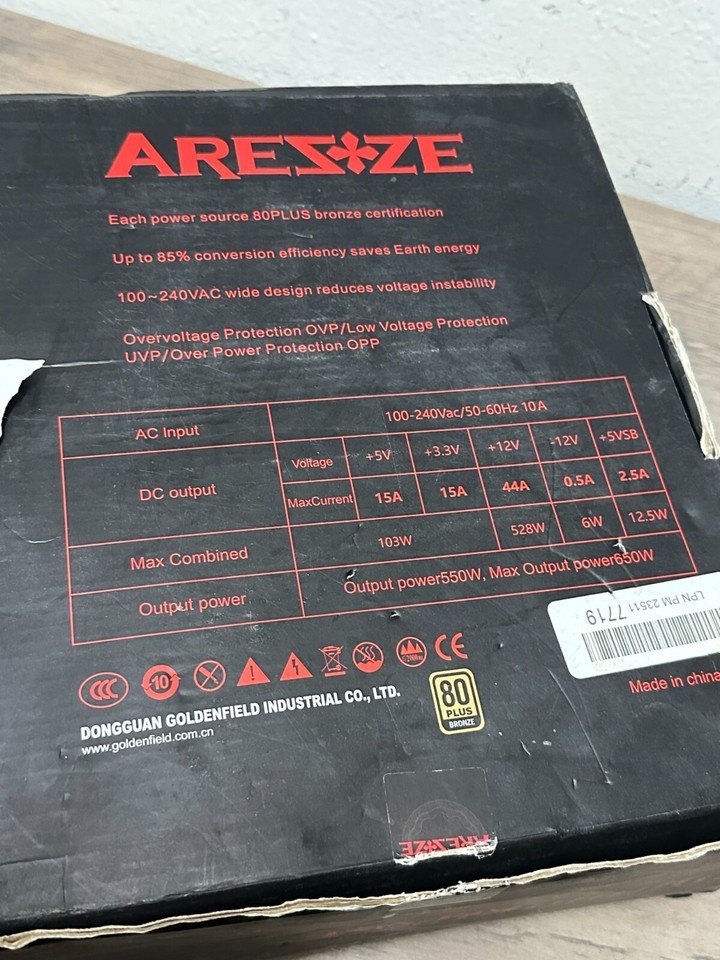 ARESZE
Each power source 80PLUS bronze certification
Up to 85% conversion efficiency saves Earth energy
100~240VAC wide design reduces voltage instability
Overvoltage Protection OVP/Low Voltage Protection
UVP/Over Power Protection OPP
AC Input 100-240Vac/50-60Hz 10A
DC output Voltage +5V +3.3V +12V -12V +5VSB
MaxCurrent 15A 15A 44A 0.5A 2.5A
Max Combined 103W 528W 6W 12.5W
Output power Output power550W, Max Output power650W
LPN PM 23511 7719
CCC 10 CE
DONGGUAN GOLDENFIELD INDUSTRIAL CO., LTD.
www.goldenfield.com.cn
80
PLUS
BRONZE
Made in china
ARESZE